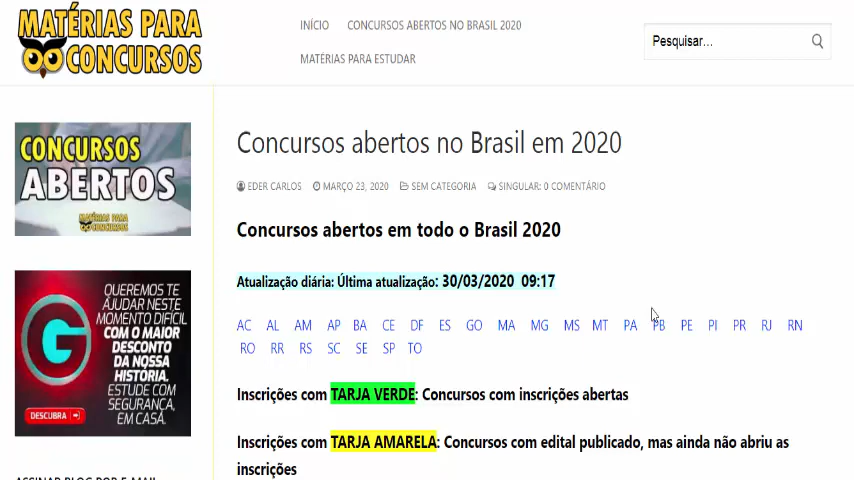 MATÉRIAS PARA
CONCURSOS
INÍCIO CONCURSOS ABERTOS NO BRASIL 2020
MATÉRIAS PARA ESTUDAR
Pesquisar...
CONCURSOS
ABERTOS
MATÉRIAS PARA
CONCURSOS
QUEREMOS TE
AJUDAR NESTE
MOMENTO DIFÍCIL
COM O MAIOR
DESCONTO
DA NOSSA
HISTÓRIA.
ESTUDE COM
SEGURANÇA,
EM CASA.
DESCUBRA
ASSINAR BLOG POR E-MAIL
Concursos abertos no Brasil em 2020
EDER CARLOS MARÇO 23, 2020 SEM CATEGORIA SINGULAR: 0 COMENTÁRIO
Concursos abertos em todo o Brasil 2020
Atualização diária: Última atualização: 30/03/2020 09:17
AC AL AM AP BA CE DF ES GO MA MG MS MT PA PB PE PI PR RJ RN
RO RR RS SC SE SP TO
Inscrições com TARJA VERDE: Concursos com inscrições abertas
Inscrições com TARJA AMARELA: Concursos com edital publicado, mas ainda não abriu as
inscrições